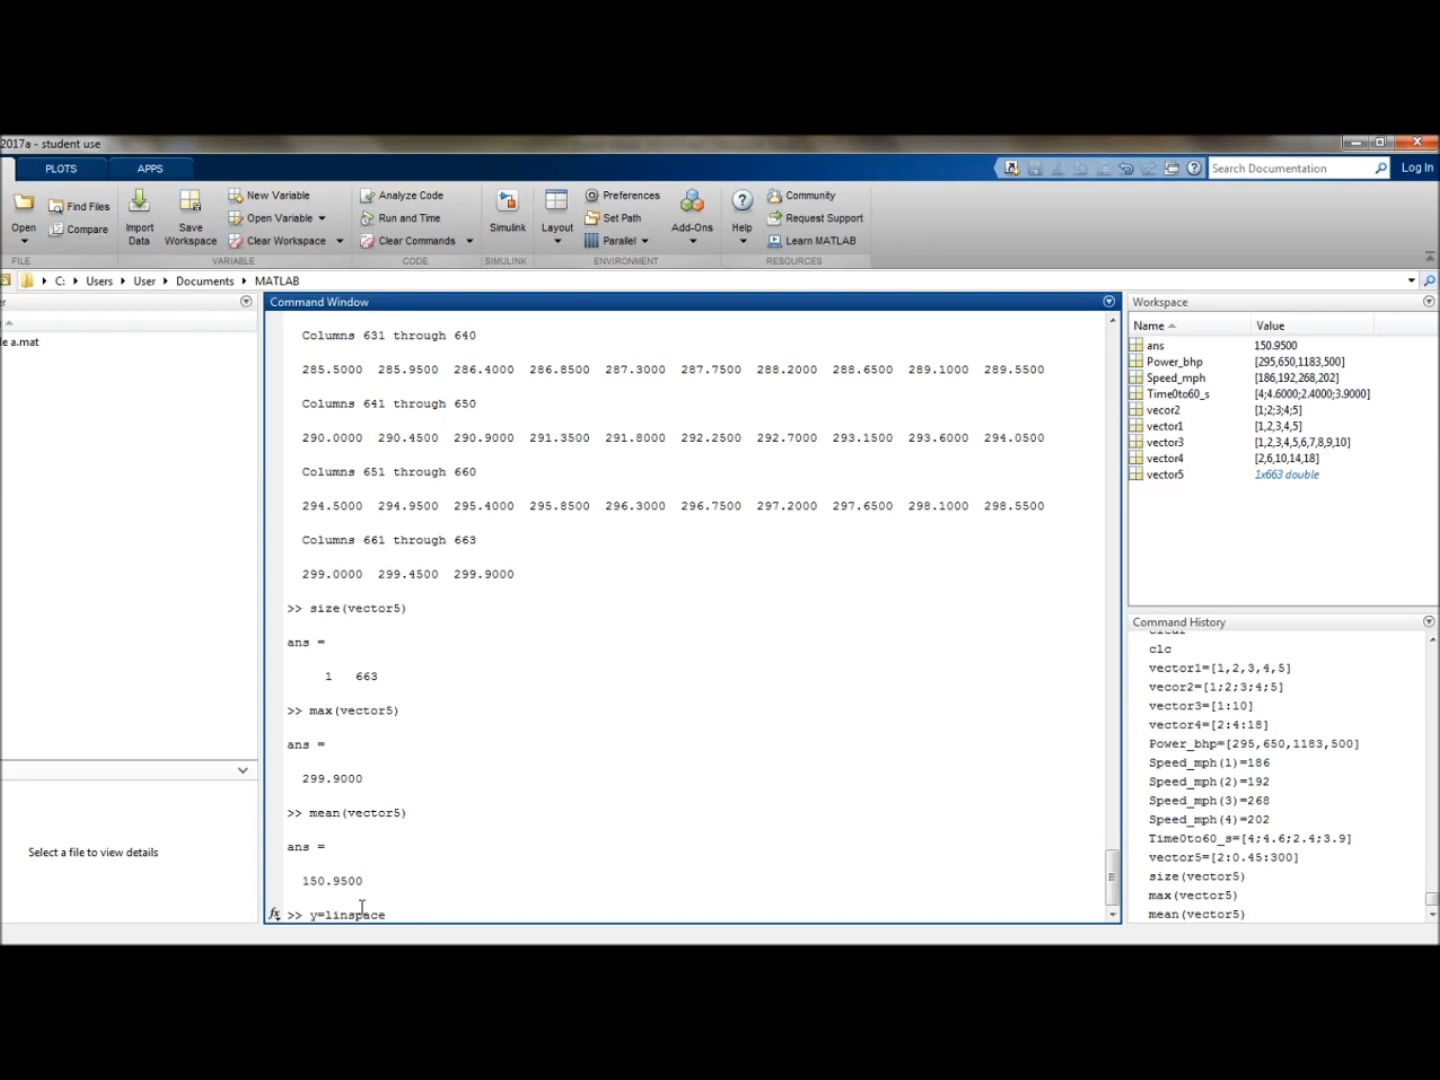 2017a - student use
PLOTS APPS
Search Documentation Log In
Open
Find Files
Compare
Import Data
Save Workspace
New Variable
Open Variable
Clear Workspace
Analyze Code
Run and Time
Clear Commands
Simulink
Layout
Preferences
Set Path
Parallel
Add-Ons
Help
Community
Request Support
Learn MATLAB
FILE VARIABLE CODE SIMULINK ENVIRONMENT RESOURCES
C: Users User Documents MATLAB
a.mat
Select a file to view details
Command Window
Columns 631 through 640
285.5000 285.9500 286.4000 286.8500 287.3000 287.7500 288.2000 288.6500 289.1000 289.5500
Columns 641 through 650
290.0000 290.4500 290.9000 291.3500 291.8000 292.2500 292.7000 293.1500 293.6000 294.0500
Columns 651 through 660
294.5000 294.9500 295.4000 295.8500 296.3000 296.7500 297.2000 297.6500 298.1000 298.5500
Columns 661 through 663
299.0000 299.4500 299.9000
>> size(vector5)
ans =
1 663
>> max(vector5)
ans =
299.9000
>> mean(vector5)
ans =
150.9500
fx >> y=linspace
Workspace
Name Value
ans 150.9500
Power_bhp [295,650,1183,500]
Speed_mph [186,192,268,202]
Time0to60_s [4;4.6000;2.4000;3.9000]
vecor2 [1;2;3;4;5]
vector1 [1,2,3,4,5]
vector3 [1,2,3,4,5,6,7,8,9,10]
vector4 [2,6,10,14,18]
vector5 1x663 double
Command History
clear
clc
vector1=[1,2,3,4,5]
vecor2=[1;2;3;4;5]
vector3=[1:10]
vector4=[2:4:18]
Power_bhp=[295,650,1183,500]
Speed_mph(1)=186
Speed_mph(2)=192
Speed_mph(3)=268
Speed_mph(4)=202
Time0to60_s=[4;4.6;2.4;3.9]
vector5=[2:0.45:300]
size(vector5)
max(vector5)
mean(vector5)